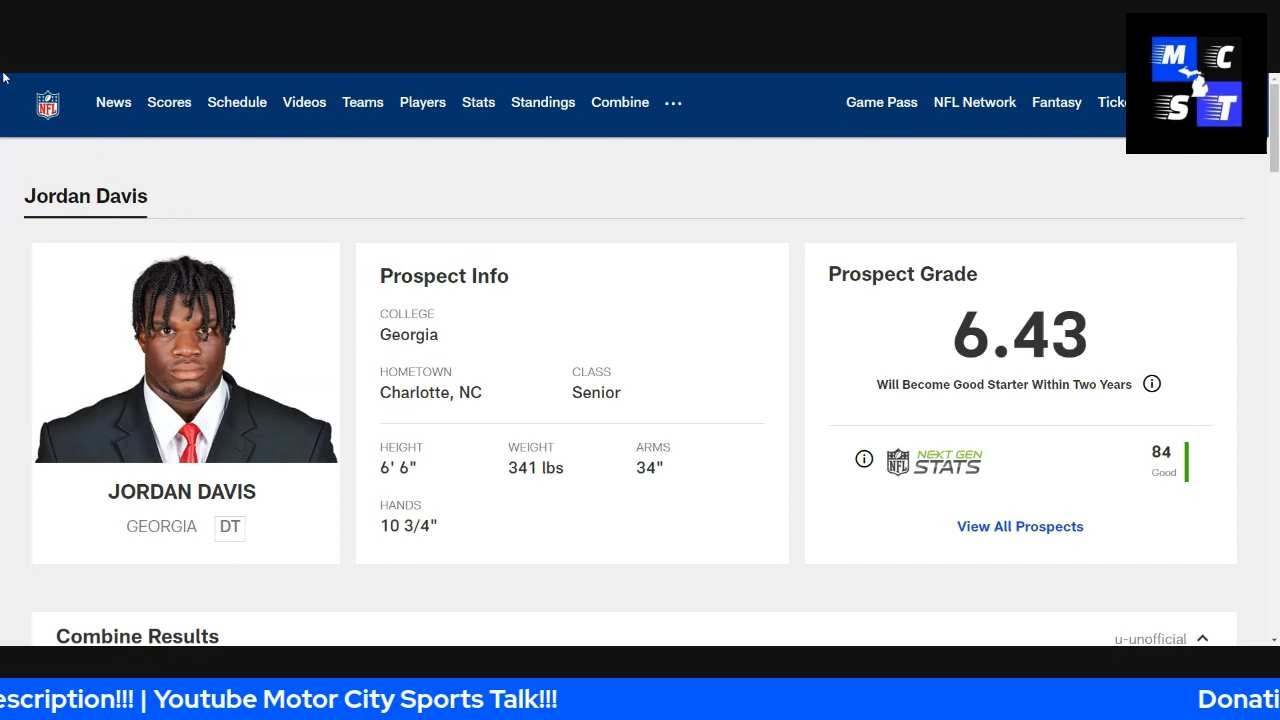 M C
S T
NFL
News Scores Schedule Videos Teams Players Stats Standings Combine ...
Game Pass NFL Network Fantasy Ticke
Jordan Davis
JORDAN DAVIS
GEORGIA DT
Prospect Info
COLLEGE
Georgia
HOMETOWN CLASS
Charlotte, NC Senior
HEIGHT WEIGHT ARMS
6' 6" 341 lbs 34"
HANDS
10 3/4"
Prospect Grade
6.43
Will Become Good Starter Within Two Years
NFL NEXT GEN STATS
84
Good
View All Prospects
Combine Results
u-unofficial
escription!!! | Youtube Motor City Sports Talk!!! Donati